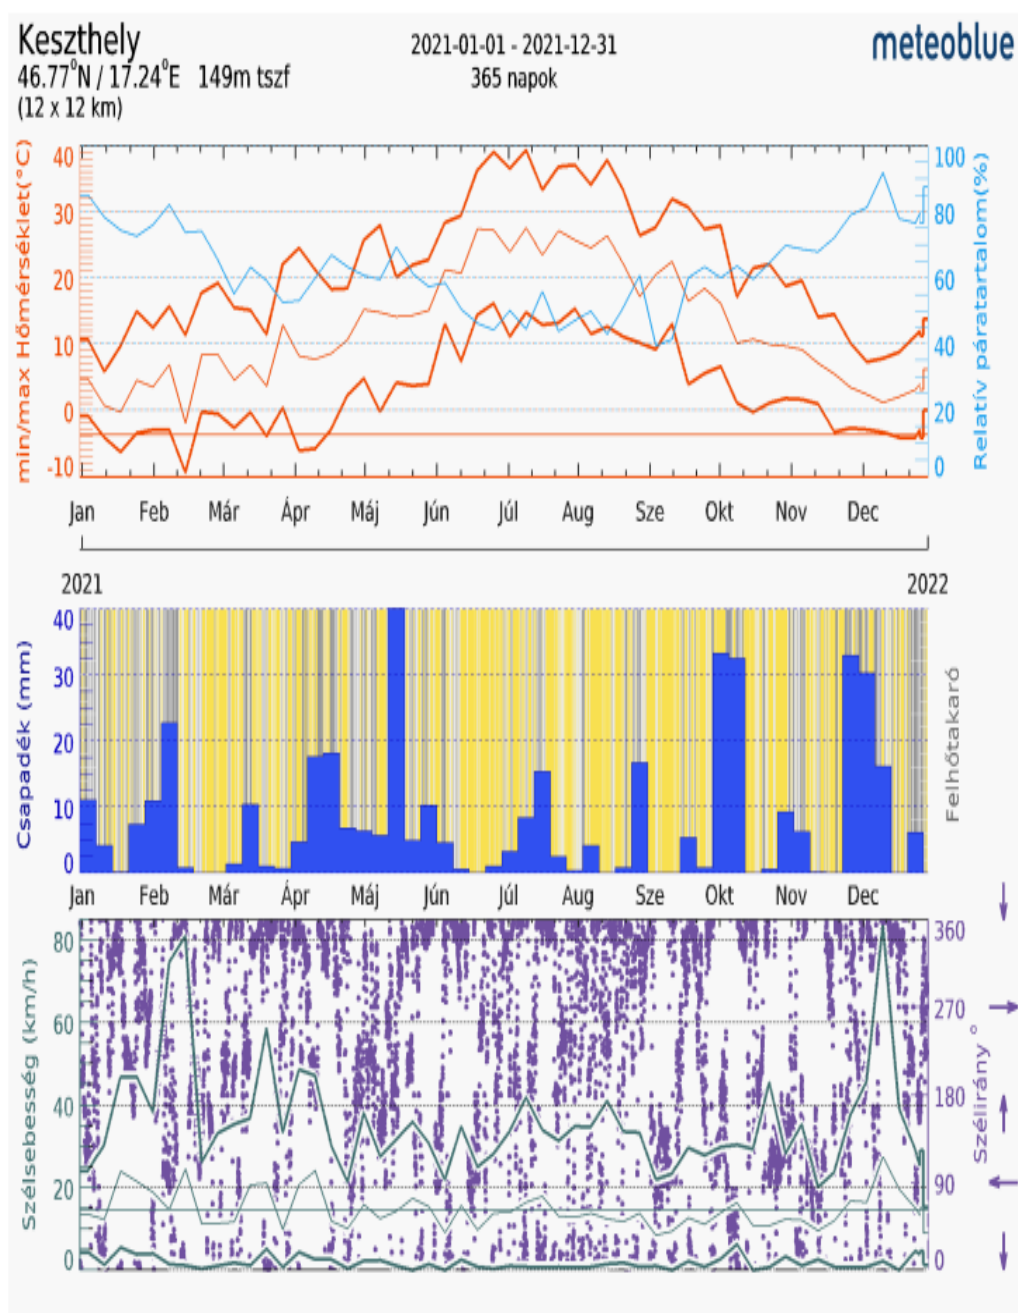 Keszthely
2021-01-01 - 2021-12-31
meteoblue
46.77°N / 17.24°E 149m tszf
365 napok
(12 x 12 km)
min/max Hőmérséklet(°C)
40
30
20
10
0
-10
100
80
60
40
20
0
Relatív páratartalom(%)
Jan Feb Már Ápr Máj Jún Júl Aug Sze Okt Nov Dec
2021 2022
Csapadék (mm)
40
30
20
10
0
Felhőtakaró
Jan Feb Már Ápr Máj Jún Júl Aug Sze Okt Nov Dec
Szélsebesség (km/h)
80
60
40
20
0
350
270
180
90
0
Szélirány °